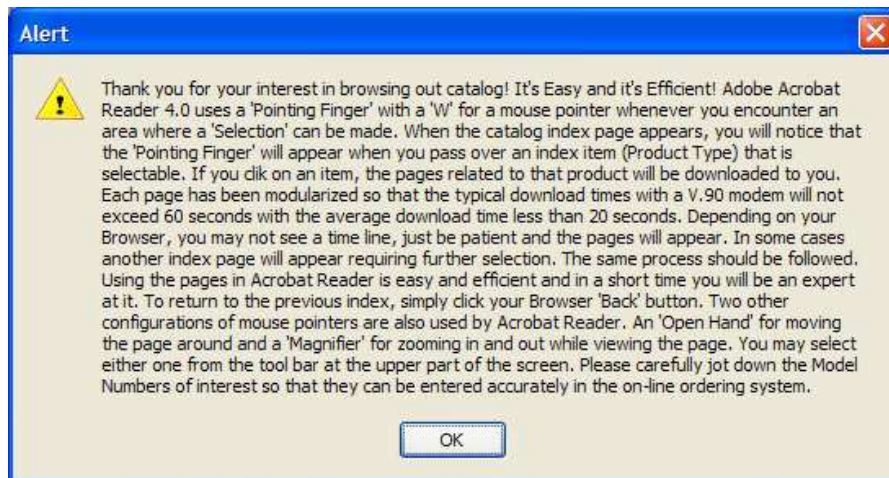 Alert
Thank you for your interest in browsing out catalog! It's Easy and it's Efficient! Adobe Acrobat
Reader 4.0 uses a 'Pointing Finger' with a 'W' for a mouse pointer whenever you encounter an
area where a 'Selection' can be made. When the catalog index page appears, you will notice that
the 'Pointing Finger' will appear when you pass over an index item (Product Type) that is
selectable. If you clik on an item, the pages related to that product will be downloaded to you.
Each page has been modularized so that the typical download times with a V.90 modem will not
exceed 60 seconds with the average download time less than 20 seconds. Depending on your
Browser, you may not see a time line, just be patient and the pages will appear. In some cases
another index page will appear requiring further selection. The same process should be followed.
Using the pages in Acrobat Reader is easy and efficient and in a short time you will be an expert
at it. To return to the previous index, simply click your Browser 'Back' button. Two other
configurations of mouse pointers are also used by Acrobat Reader. An 'Open Hand' for moving
the page around and a 'Magnifier' for zooming in and out while viewing the page. You may select
either one from the tool bar at the upper part of the screen. Please carefully jot down the Model
Numbers of interest so that they can be entered accurately in the on-line ordering system.
OK